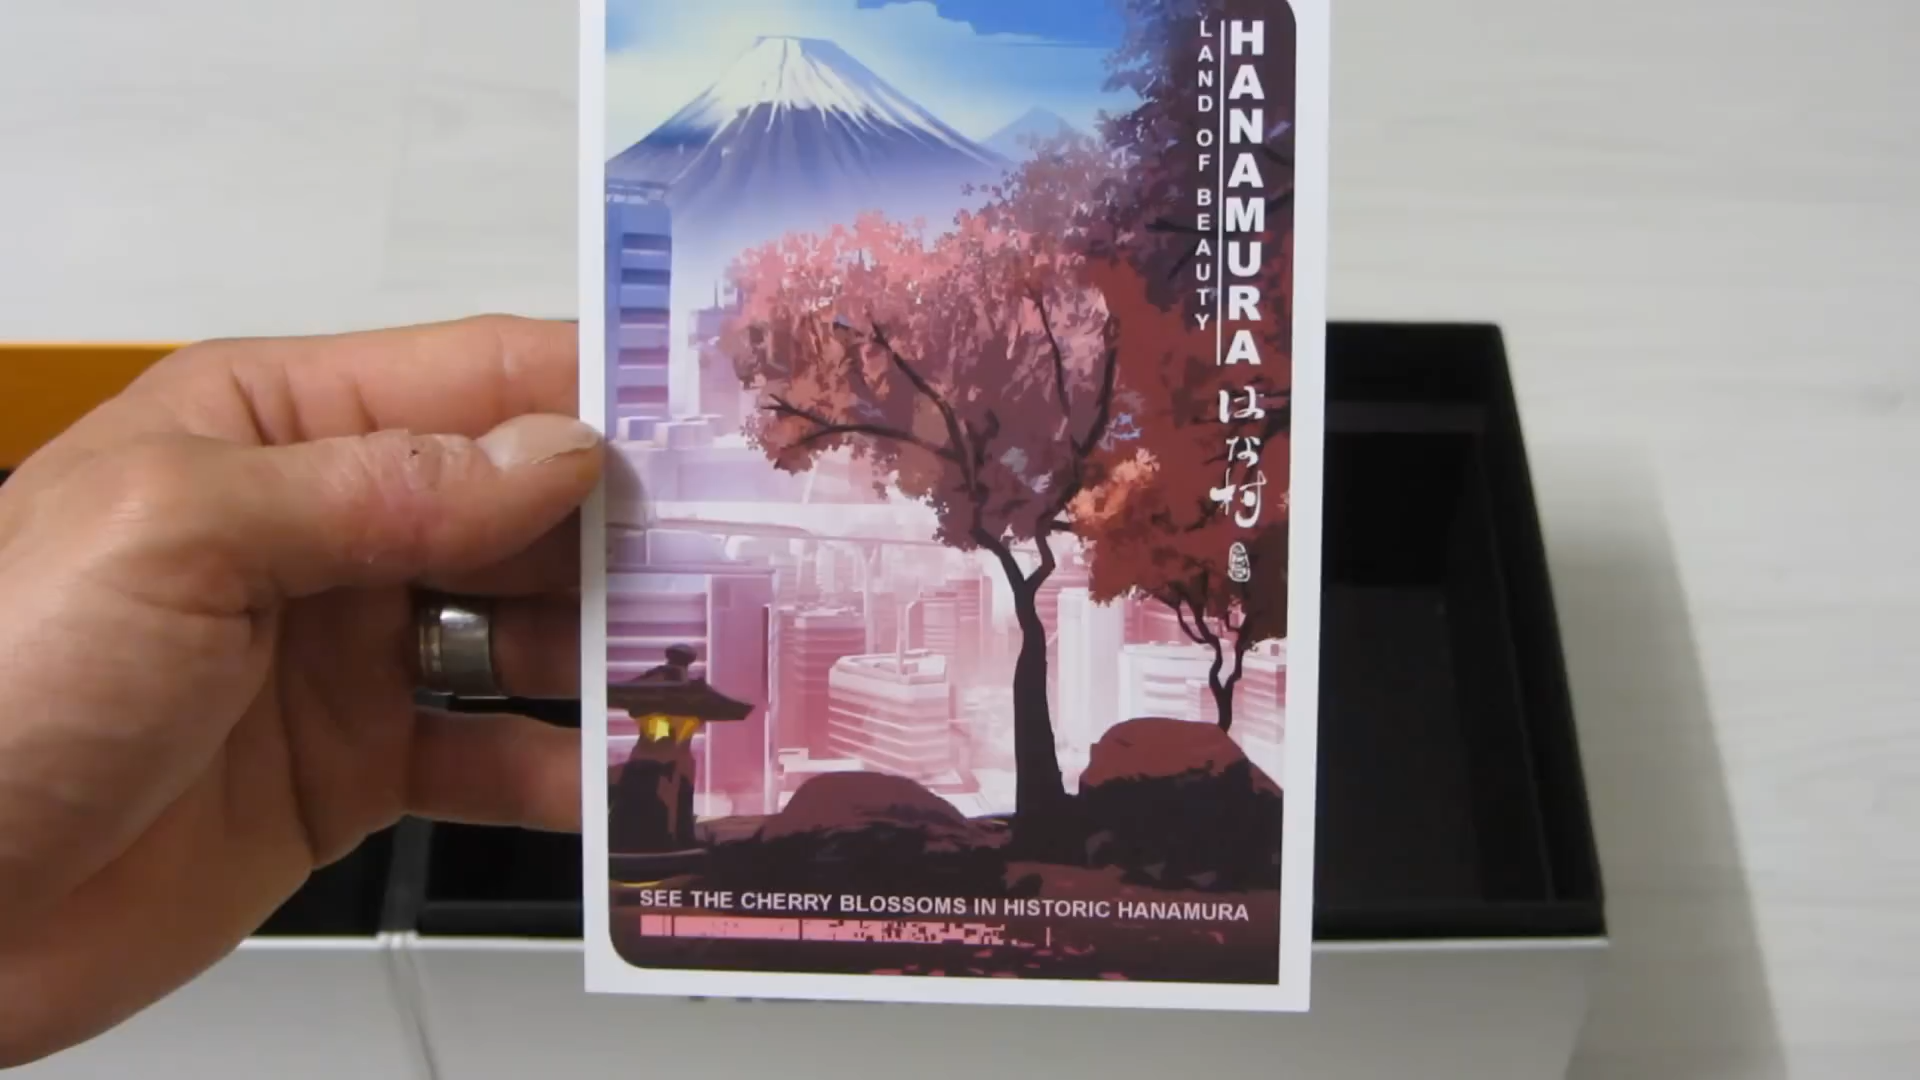 HANAMURA はな村
LAND OF BEAUTY
SEE THE CHERRY BLOSSOMS IN HISTORIC HANAMURA